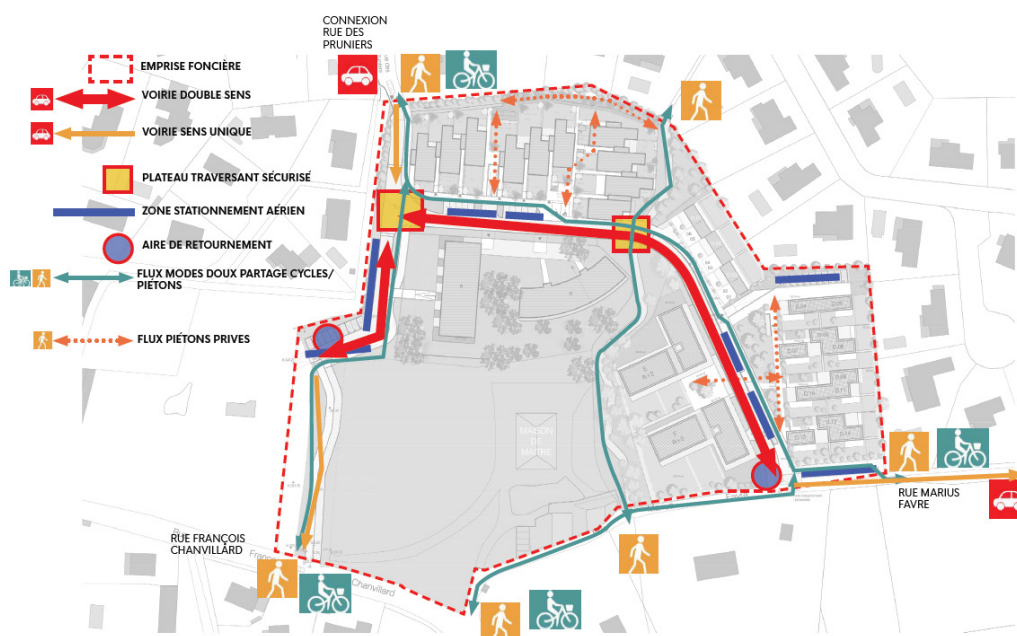 CONNEXION
RUE DES
PRUNIERS
EMPRISE FONCIÈRE
VOIRIE DOUBLE SENS
VOIRIE SENS UNIQUE
PLATEAU TRAVERSANT SÉCURISÉ
ZONE STATIONNEMENT AÉRIEN
AIRE DE RETOURNEMENT
FLUX MODES DOUX PARTAGE CYCLES/
PIÉTONS
FLUX PIÉTONS PRIVES
MAISON
DE
MAITRE
RUE MARIUS
FAVRE
RUE FRANÇOIS
CHANVILLARD
Chanvillard